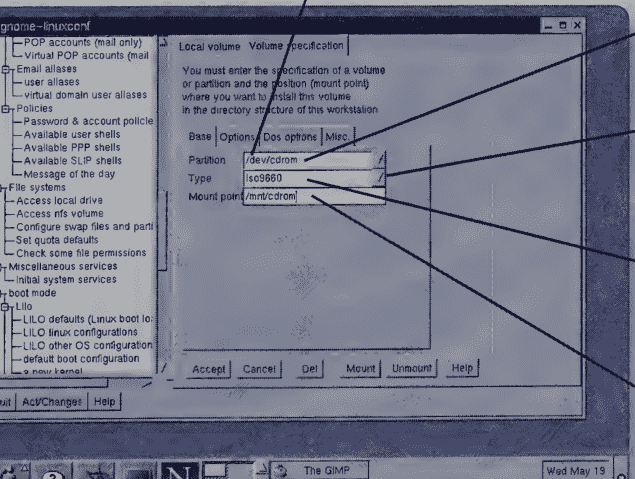 gnome-linuxconf
POP accounts (mail only)
Virtual POP accounts (mail
Email aliases
user aliases
virtual domain user aliases
Policies
Password & account policie
Available user shells
Available PPP shells
Available SLIP shells
Message of the day
File systems
Access local drive
Access nfs volume
Configure swap files and parti
Set quota defaults
Check some file permissions
Miscellaneous services
Initial system services
boot mode
Lilo
LILO defaults (Linux boot lo
LILO linux configurations
LILO other OS configuration
default boot configuration
a new kernel
uit Act/Changes Help
Local volume Volume specification
You must enter the specification of a volume
or partition and the position (mount point)
where you want to install this volume
in the directory structure of this workstation
Base Options Dos options Misc.
Partition /dev/cdrom
Type iso9660
Mount point /mnt/cdrom
Accept Cancel Del Mount Unmount Help
N The GIMP Wed May 19